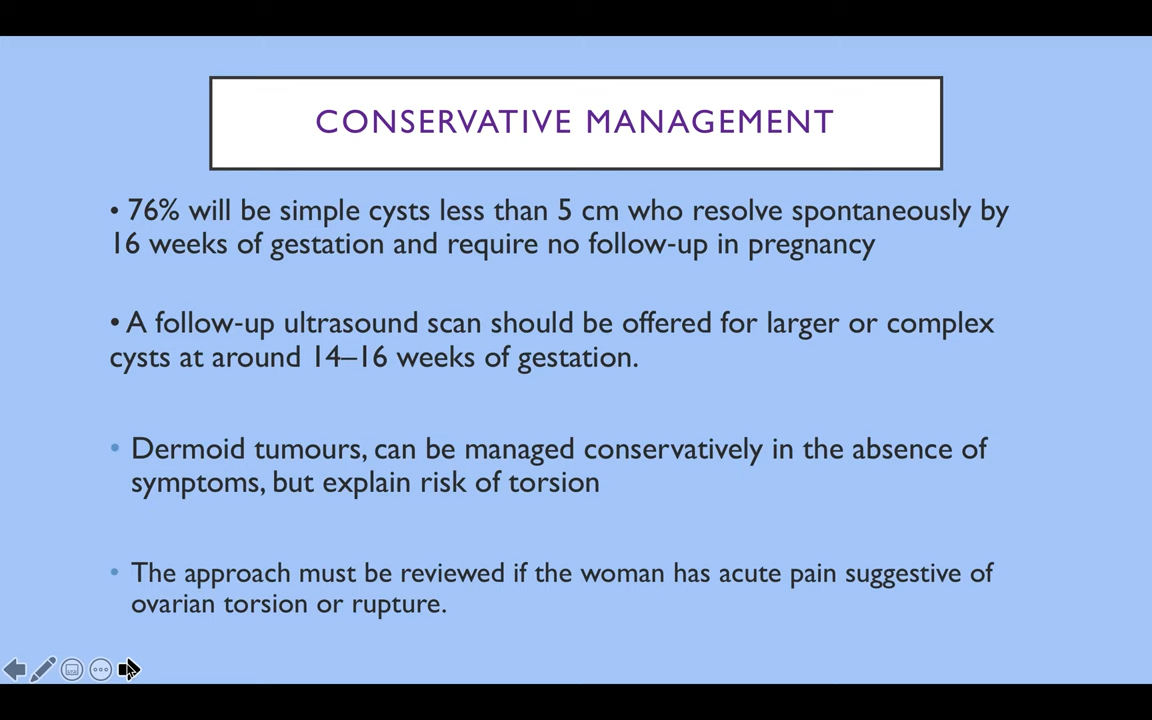 CONSERVATIVE MANAGEMENT
• 76% will be simple cysts less than 5 cm who resolve spontaneously by
16 weeks of gestation and require no follow-up in pregnancy
• A follow-up ultrasound scan should be offered for larger or complex
cysts at around 14–16 weeks of gestation.
• Dermoid tumours, can be managed conservatively in the absence of
symptoms, but explain risk of torsion
• The approach must be reviewed if the woman has acute pain suggestive of
ovarian torsion or rupture.